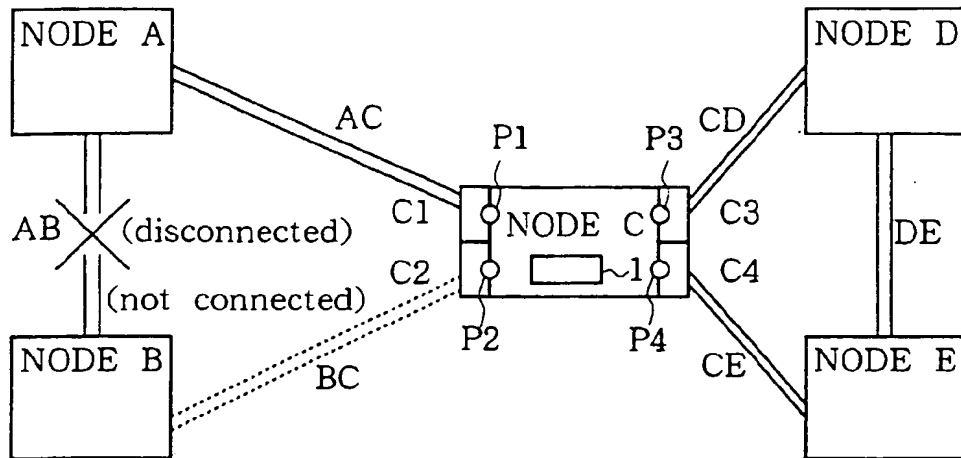 NODE A
NODE D
AC
CD
P1
P3
C1
NODE C
C3
AB
(disconnected)
DE
C2
1
C4
(not connected)
P2
P4
NODE B
BC
CE
NODE E